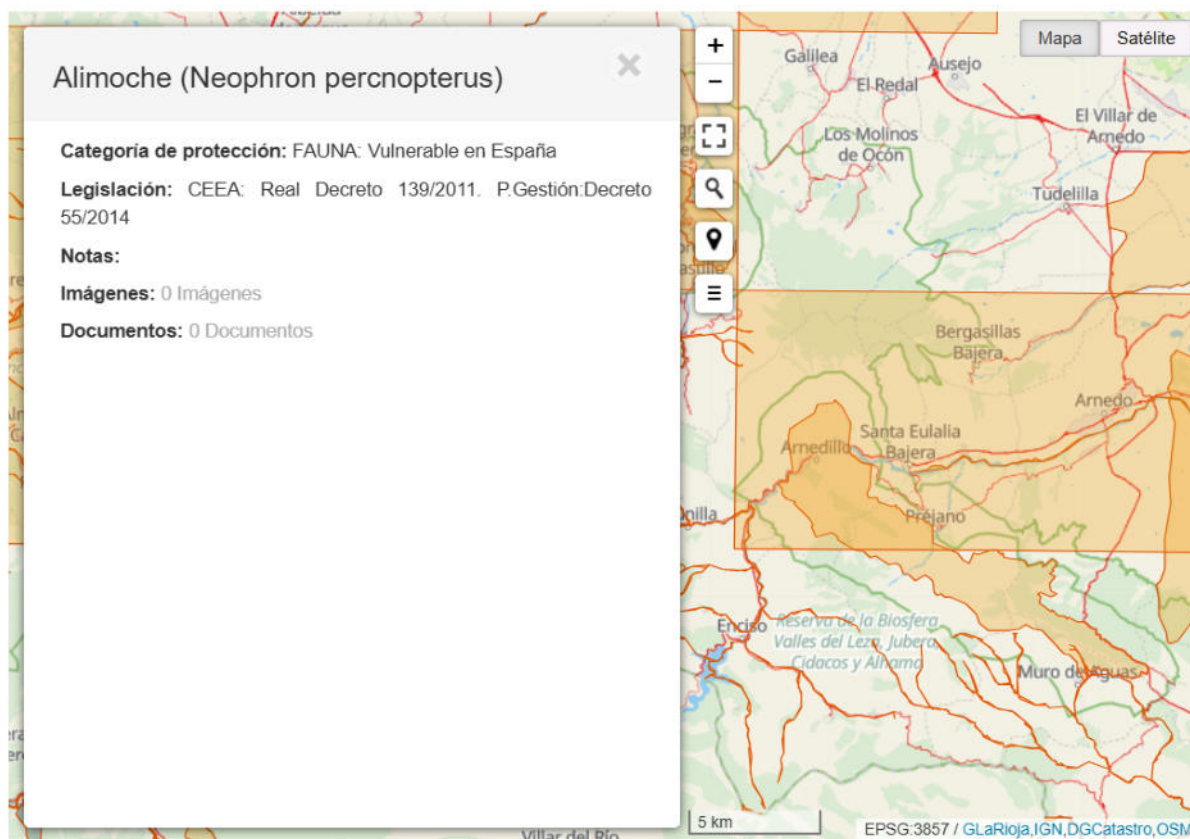 Alimoche (Neophron percnopterus)
×
Categoría de protección: FAUNA: Vulnerable en España
Legislación: CEEA: Real Decreto 139/2011. P.Gestión:Decreto
55/2014
Notas:
Imágenes: 0 Imágenes
Documentos: 0 Documentos
+
−
Mapa
Satélite
Galilea
Ausejo
El Redal
El Villar de
Arnedo
Los Molinos
de Ocón
Tudelilla
Bergasillas
Bajera
Arnedo
Santa Eulalia
Bajera
Arnedillo
Préjano
Enciso
Reserva de la Biosfera
Valles del Leza, Jubera,
Cidacos y Alhama
Muro de Aguas
Villar del Río
5 km
EPSG:3857 / GLaRioja,IGN,DGCatastro,OSM